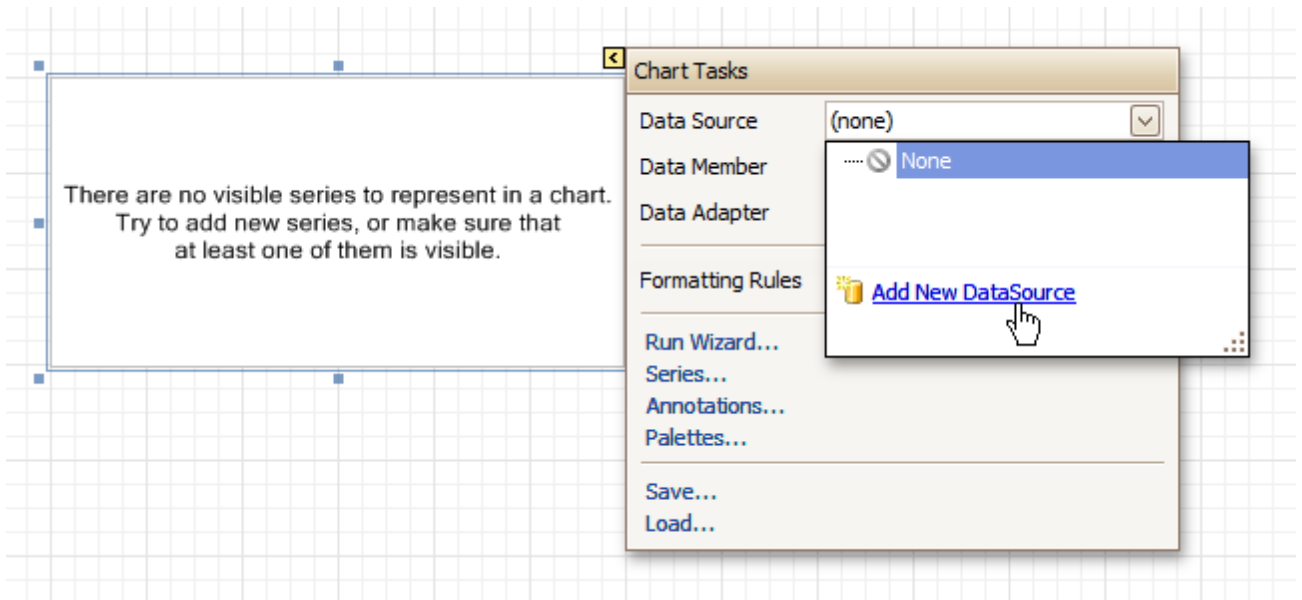 There are no visible series to represent in a chart.
Try to add new series, or make sure that
at least one of them is visible.
Chart Tasks
Data Source (none)
None
Data Member
Data Adapter
Formatting Rules
Add New DataSource
Run Wizard...
Series...
Annotations...
Palettes...
Save...
Load...